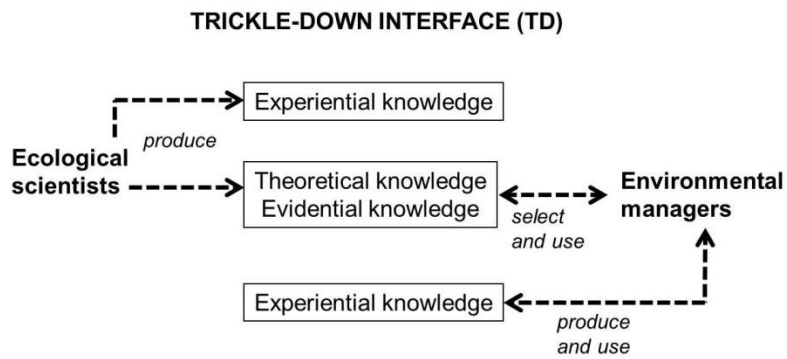 TRICKLE-DOWN INTERFACE (TD)
Experiential knowledge
produce
Ecological
scientists
Theoretical knowledge
Evidential knowledge
select
and use
Environmental
managers
Experiential knowledge
produce
and use